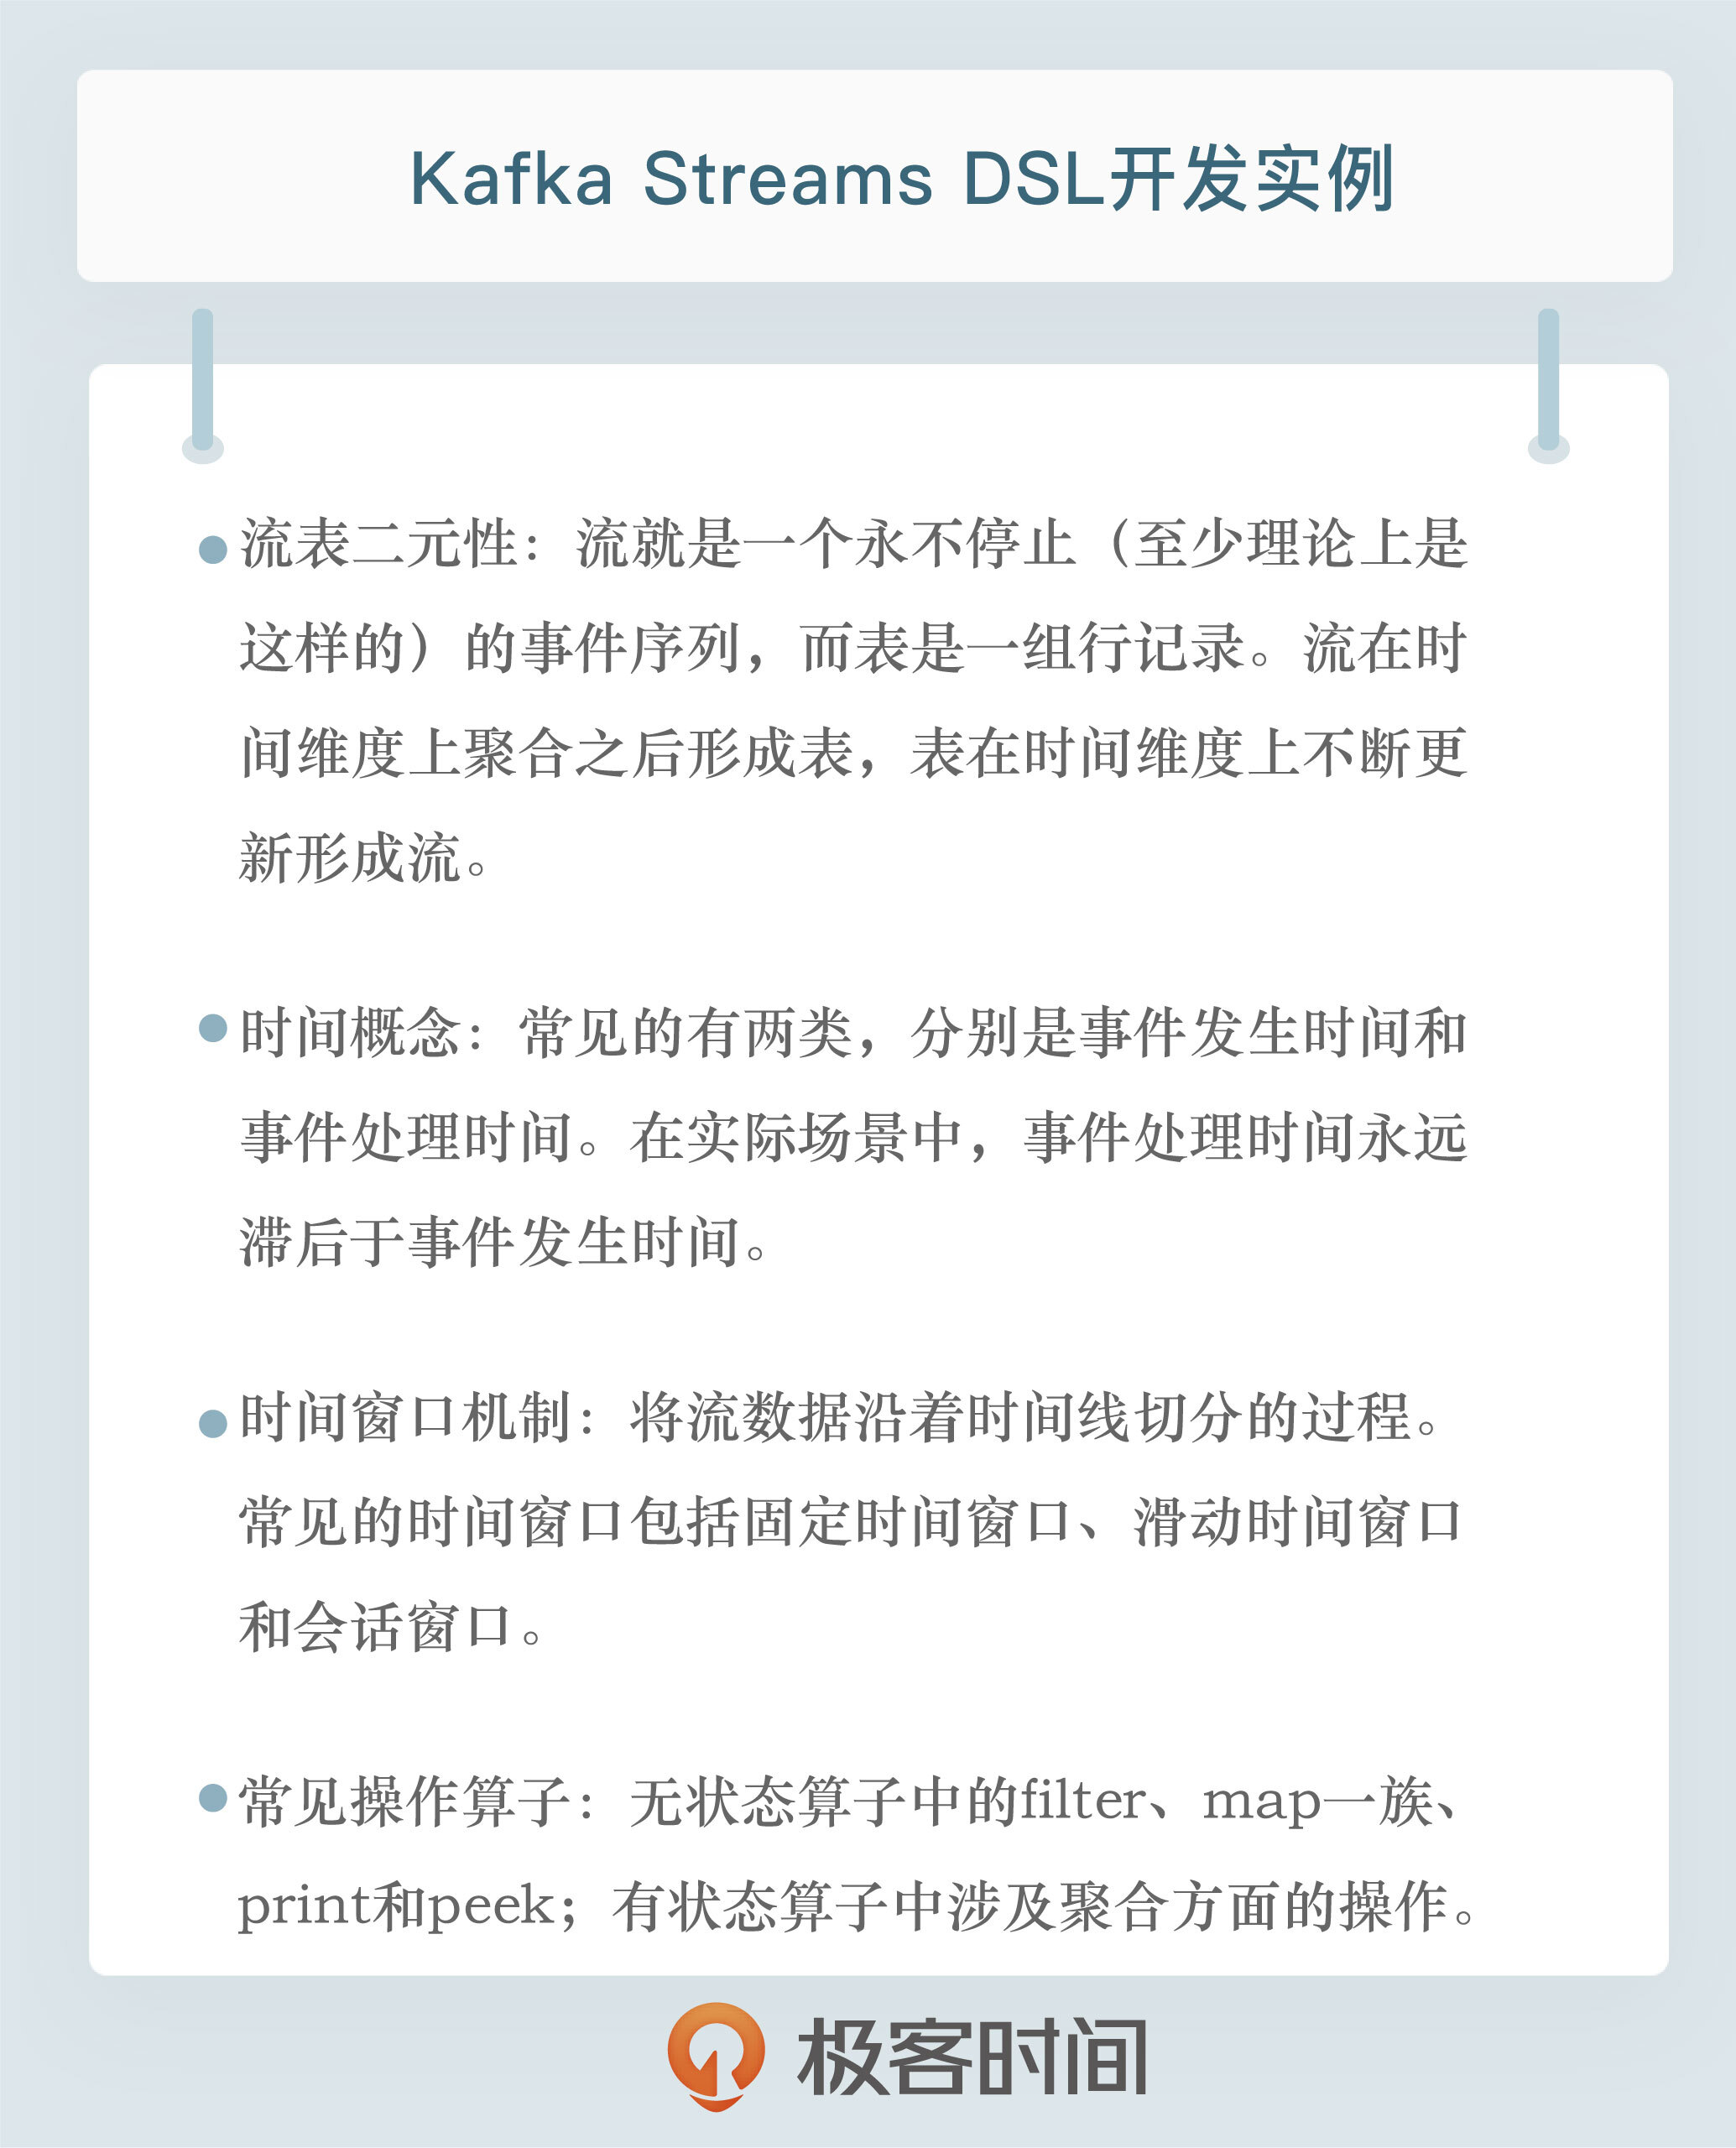 Kafka Streams DSL开发实例
流表二元性：流就是一个永不停止（至少理论上是
这样的）的事件序列，而表是一组行记录。流在时
间维度上聚合之后形成表，表在时间维度上不断更
新形成流。
时间概念：常见的有两类，分别是事件发生时间和
事件处理时间。在实际场景中，事件处理时间永远
滞后于事件发生时间。
时间窗口机制：将流数据沿着时间线切分的过程。
常见的时间窗口包括固定时间窗口、滑动时间窗口
和会话窗口。
常见操作算子：无状态算子中的filter、map一族、
print和peek；有状态算子中涉及聚合方面的操作。
极客时间